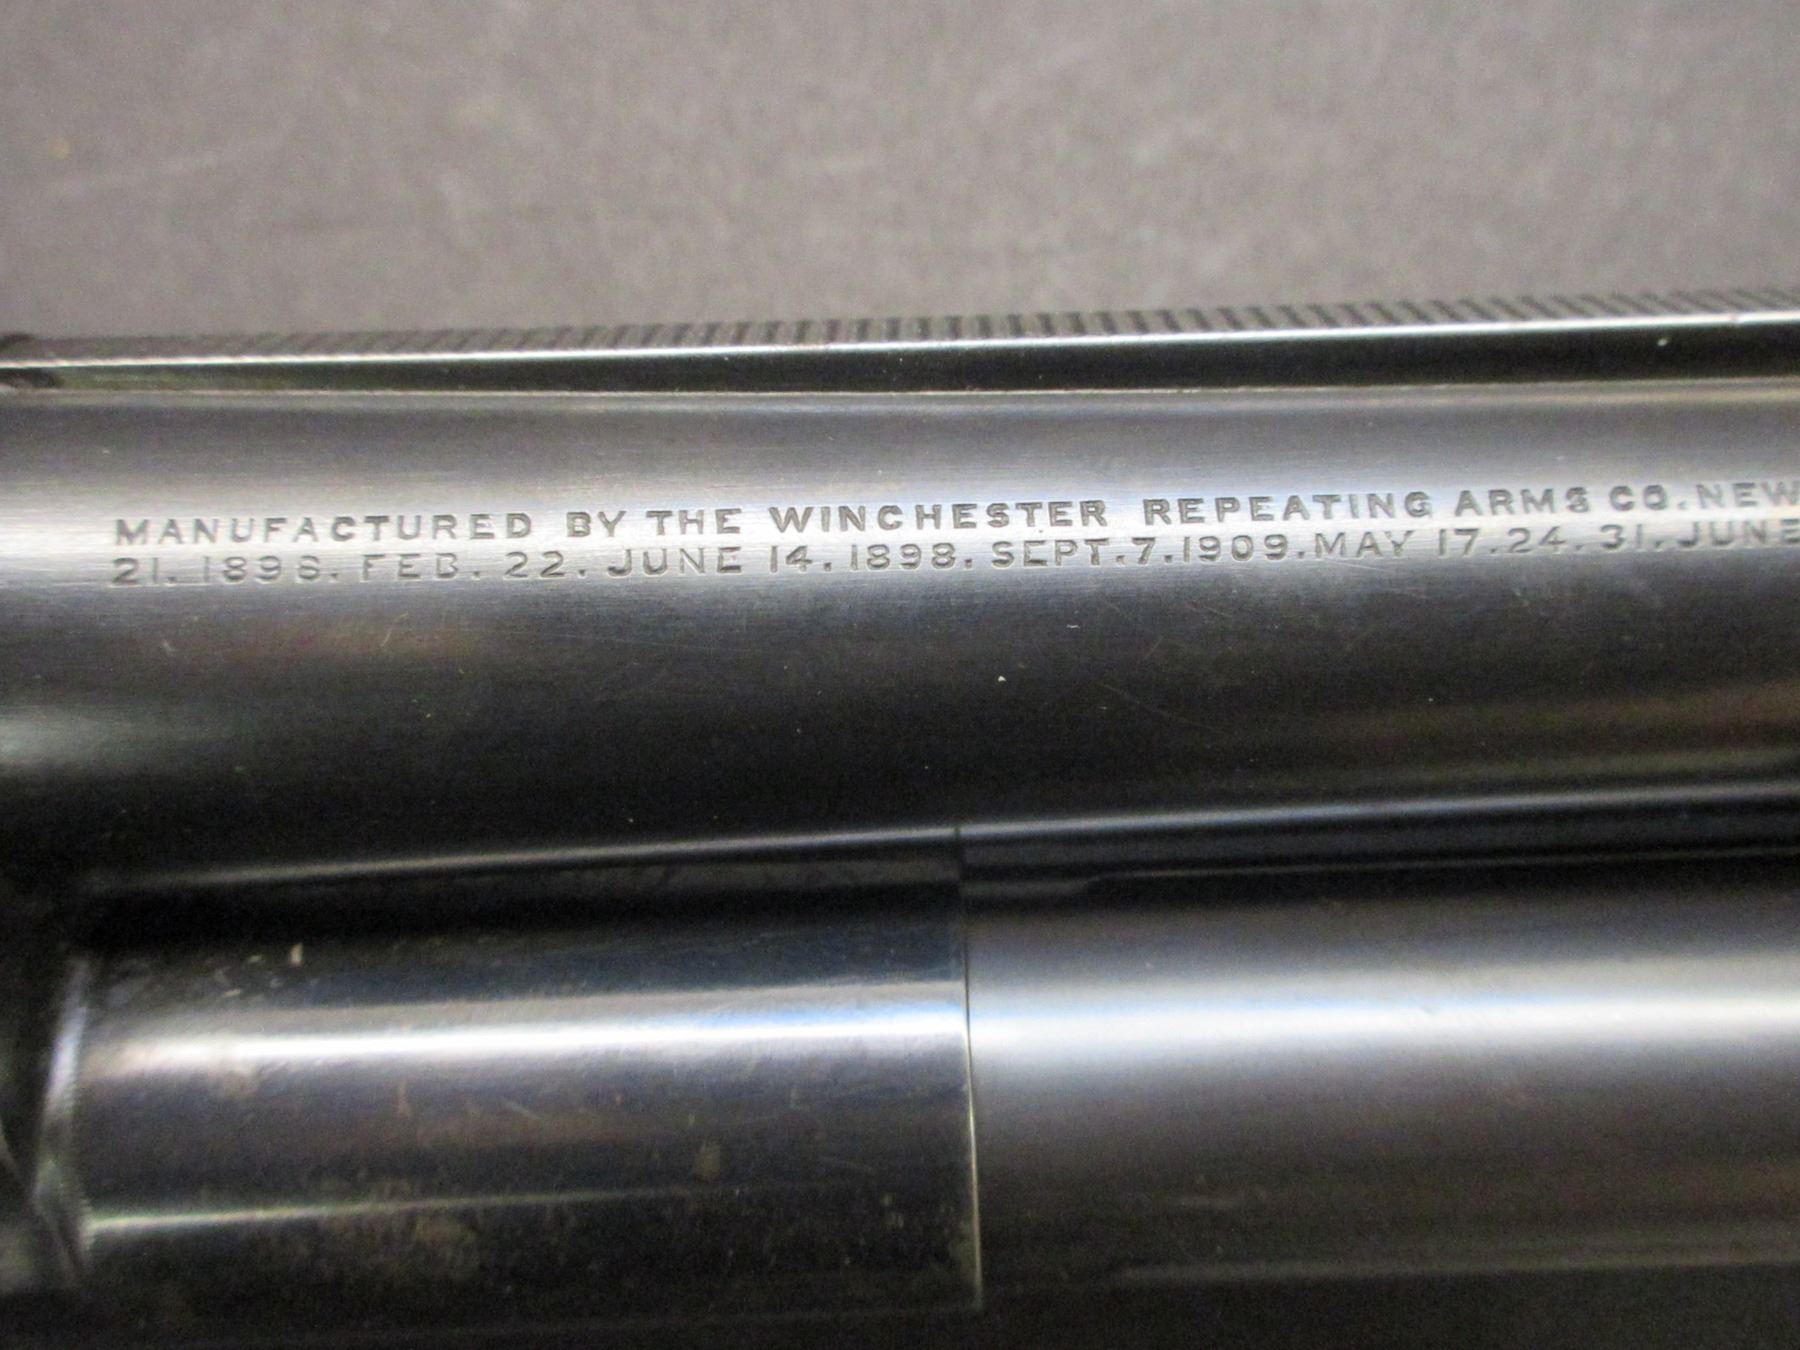 MANUFACTURED BY THE WINCHESTER REPEATING ARMS CO. NEW
21. 1898. FEB. 22. JUNE 14. 1898. SEPT. 7. 1909. MAY 17. 24. 31. JUNE